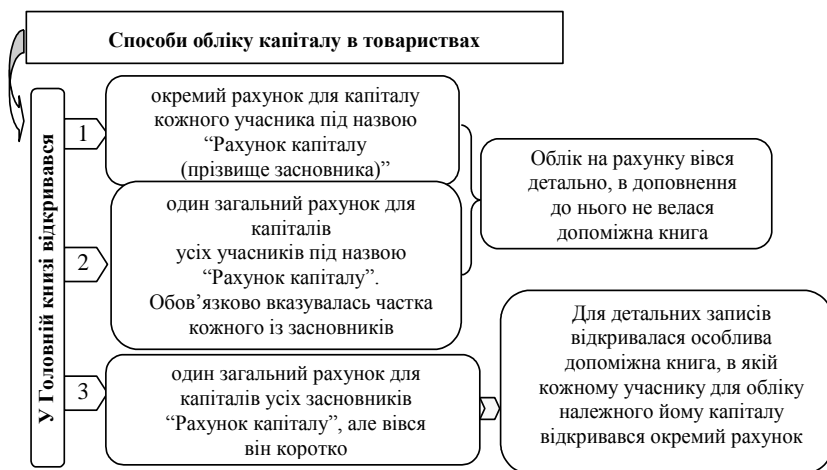 Способи обліку капіталу в товариствах
У Головній книзі відкривався
1
окремий рахунок для капіталу
кожного учасника під назвою
“Рахунок капіталу
(прізвище засновника)”
2
один загальний рахунок для
капіталів
усіх учасників під назвою
“Рахунок капіталу”.
Обов’язково вказувалась частка
кожного із засновників
Облік на рахунку вівся
детально, в доповнення
до нього не велася
допоміжна книга
3
один загальний рахунок для
капіталів усіх засновників
“Рахунок капіталу”, але вівся
він коротко
Для детальних записів
відкривалася особлива
допоміжна книга, в якій
кожному учаснику для обліку
належного йому капіталу
відкривався окремий рахунок